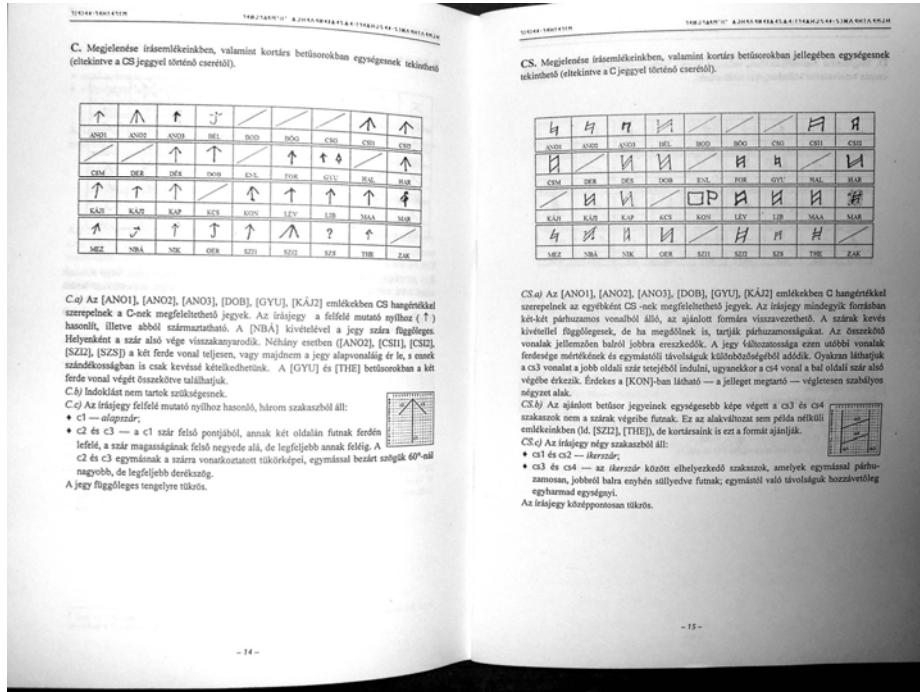 C. Megjelenése írásemlékeinkben, valamint kortárs betűsorokban egységesnek tekinthető
(eltekintve a CS jeggyel történő cserétől).
ANO1 ANO2 ANO3 BÉL BOD BÓG CSG CSI1 CSI2
CSM DER DÉS DOB ENL FOR GYU HAL HAR
KÁJ1 KÁJ2 KAP KCS KON LÉV LIB MAA MAR
MEZ NBÁ NIK OER SZI1 SZI2 SZS THE ZAK
C.a) Az [ANO1], [ANO2], [ANO3], [DOB], [GYU], [KÁJ2] emlékekben CS hangértékkel
szerepelnek a C-nek megfeleltethető jegyek. Az írásjegy a felfelé mutató nyílhoz ( ↑ )
hasonlít, illetve abból származtatható. A [NBÁ] kivételével a jegy szára függőleges.
Helyenként a szár alsó vége visszakanyarodik. Néhány esetben ([ANO2], [CSI1], [CSI2],
[SZI2], [SZS]) a két ferde vonal teljesen, vagy majdnem a jegy alapvonaláig ér le, s ennek
szándékosságban is csak kevéssé kételkedhetünk. A [GYU] és [THE] betűsorokban a két
ferde vonal végét összekötve találhatjuk.
C.b) Indoklást nem tartok szükségesnek.
C.c) Az írásjegy felfelé mutató nyílhoz hasonló, három szakaszból áll:
♦ c1 — alapszár;
♦ c2 és c3 — a c1 szár felső pontjából, annak két oldalán futnak ferdén
lefelé, a szár magasságának felső negyede alá, de legfeljebb annak feléig. A
c2 és c3 egymásnak a szárra vonatkoztatott tükörképei, egymással bezárt szögük 60°-nál
nagyobb, de legfeljebb derékszög.
A jegy függőleges tengelyre tükrös.
– 14 –
CS. Megjelenése írásemlékeinkben, valamint kortárs betűsorokban jellegében egységesnek
tekinthető (eltekintve a C jeggyel történő cserétől).
ANO1 ANO2 ANO3 BÉL BOD BÓG CSG CSI1 CSI2
CSM DER DÉS DOB ENL FOR GYU HAL HAR
KÁJ1 KÁJ2 KAP KCS KON LÉV LIB MAA MAR
MEZ NBÁ NIK OER SZI1 SZI2 SZS THE ZAK
CS.a) Az [ANO1], [ANO2], [ANO3], [DOB], [GYU], [KÁJ2] emlékekben C hangértékkel
szerepelnek az egyébként CS -nek megfeleltethető jegyek. Az írásjegy mindegyik forrásban
két-két párhuzamos vonalból álló, az ajánlott formára visszavezethető. A szárak kevés
kivétellel függőlegesek, de ha megdőlnek is, tartják párhuzamosságukat. Az összekötő
vonalak jellemzően balról jobbra ereszkedők. A jegy változatossága ezen utóbbi vonalak
ferdesége mértékének és egymástóli távolságuk különbözőségéből adódik. Gyakran láthatjuk
a cs3 vonalat a jobb oldali szár tetejéből indulni, ugyanekkor a cs4 vonal a bal oldali szár alsó
végébe érkezik. Érdekes a [KON]-ban látható — a jelleget megtartó — végletesen szabályos
négyzet alak.
CS.b) Az ajánlott betűsor jegyeinek egységesebb képe végett a cs3 és cs4
szakaszok nem a szárak végeibe futnak. Ez az alakváltozat sem példa nélküli
emlékeinkben (ld. [SZI2], [THE]), de kortársaink is ezt a formát ajánlják.
CS.c) Az írásjegy négy szakaszból áll:
♦ cs1 és cs2 — ikerszár;
♦ cs3 és cs4 — az ikerszár között elhelyezkedő szakaszok, amelyek egymással párhu-
zamosan, jobbról balra enyhén süllyedve futnak; egymástól való távolságuk hozzávetőleg
egyharmad egységnyi.
Az írásjegy középpontosan tükrös.
– 15 –